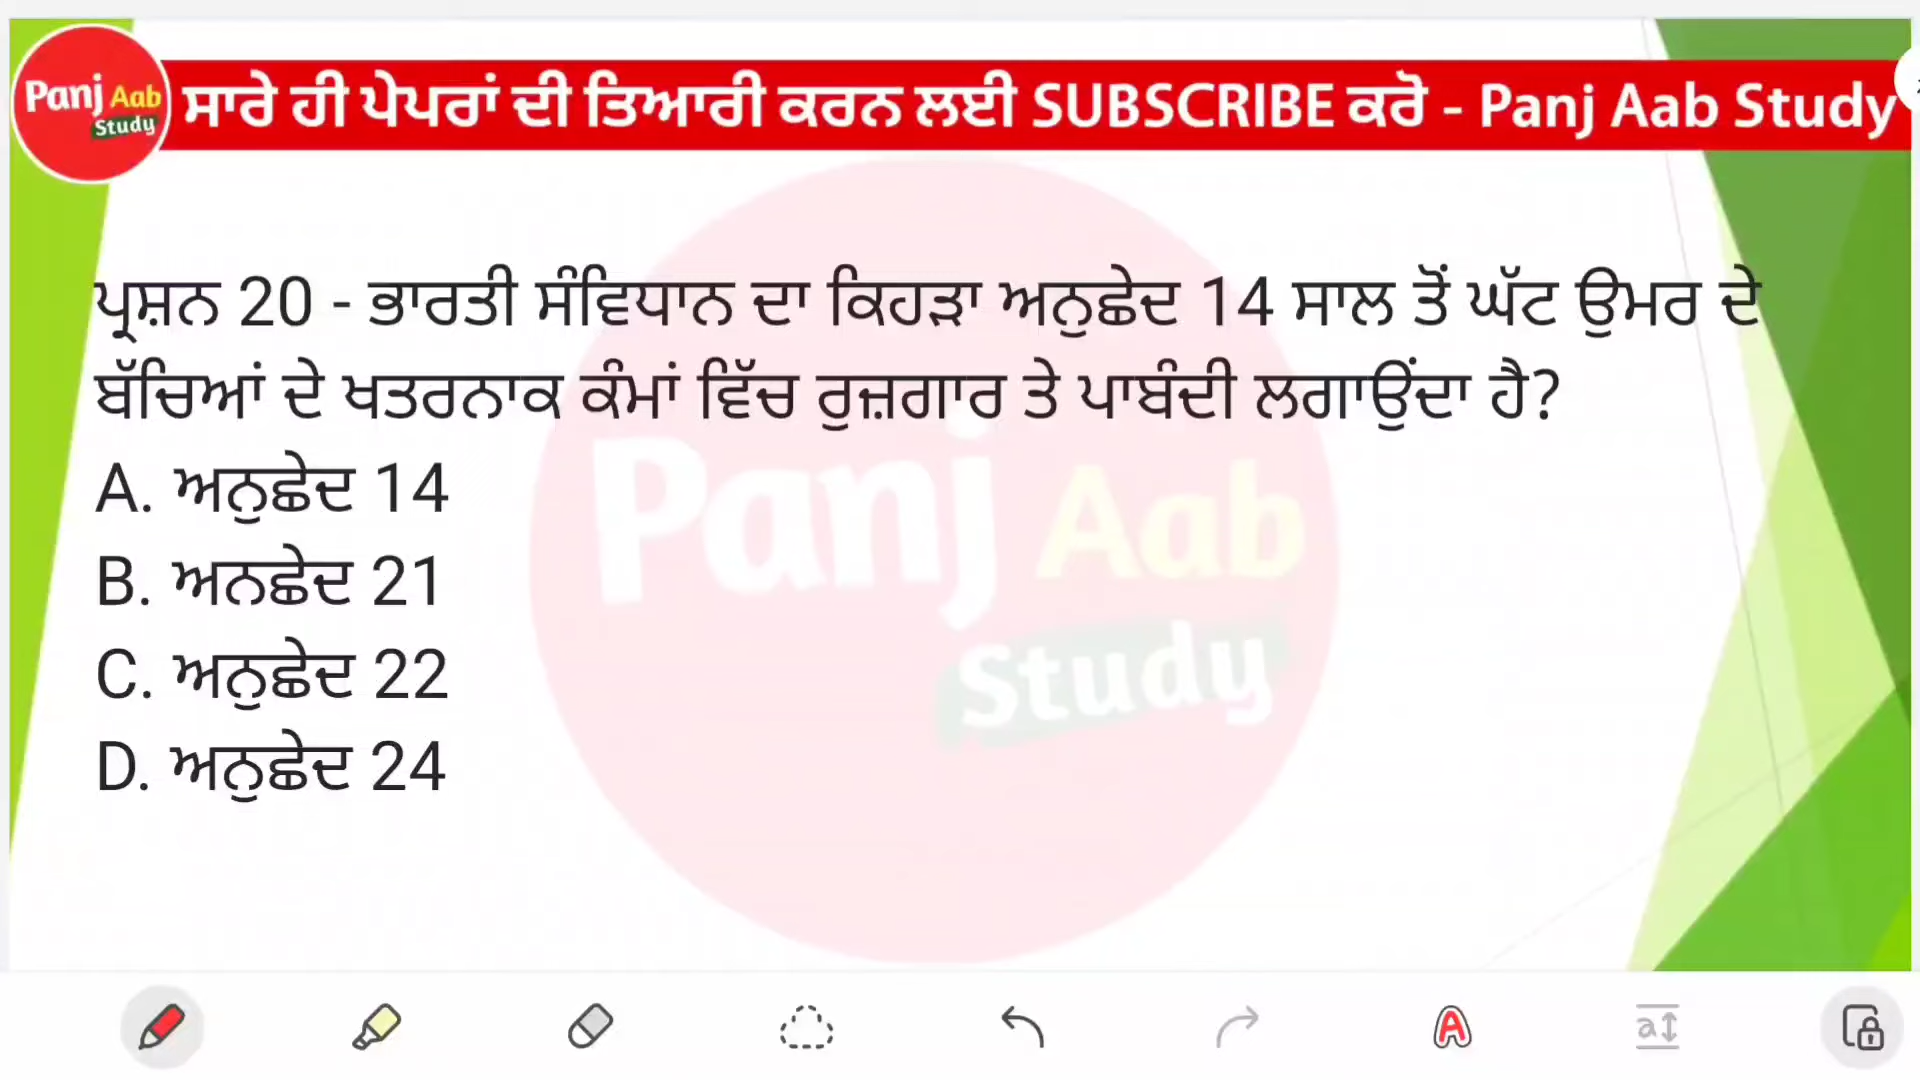 Panj Aab
Study
ਸਾਰੇ ਹੀ ਪੇਪਰਾਂ ਦੀ ਤਿਆਰੀ ਕਰਨ ਲਈ SUBSCRIBE ਕਰੋ - Panj Aab Study
ਪ੍ਰਸ਼ਨ 20 - ਭਾਰਤੀ ਸੰਵਿਧਾਨ ਦਾ ਕਿਹੜਾ ਅਨੁਛੇਦ 14 ਸਾਲ ਤੋਂ ਘੱਟ ਉਮਰ ਦੇ
ਬੱਚਿਆਂ ਦੇ ਖਤਰਨਾਕ ਕੰਮਾਂ ਵਿੱਚ ਰੁਜ਼ਗਾਰ ਤੇ ਪਾਬੰਦੀ ਲਗਾਉਂਦਾ ਹੈ?
A. ਅਨੁਛੇਦ 14
B. ਅਨਛੇਦ 21
C. ਅਨੁਛੇਦ 22
D. ਅਨੁਛੇਦ 24
Panj Aab
Study
A
a